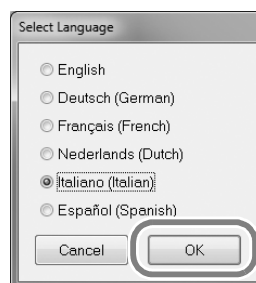 Select Language
English
Deutsch (German)
Français (French)
Nederlands (Dutch)
Italiano (Italian)
Español (Spanish)
Cancel OK